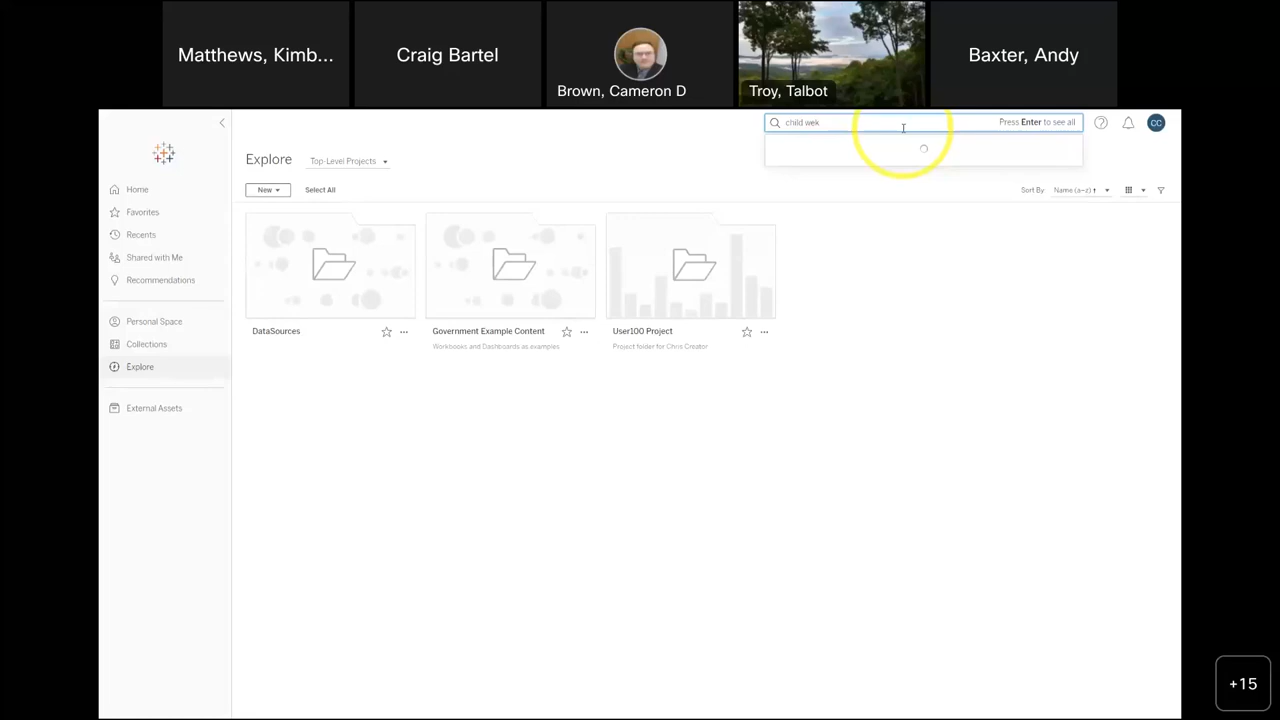 Matthews, Kimb...
Craig Bartel
Brown, Cameron D
Troy, Talbot
Baxter, Andy
child wek
Press Enter to see all
CC
Explore
Top-Level Projects
New
Select All
Sort By
Name (a–z) ↑
Home
Favorites
Recents
Shared with Me
Recommendations
Personal Space
Collections
Explore
External Assets
DataSources
Government Example Content
Workbooks and Dashboards as examples
User100 Project
Project folder for Chris Creator
+15